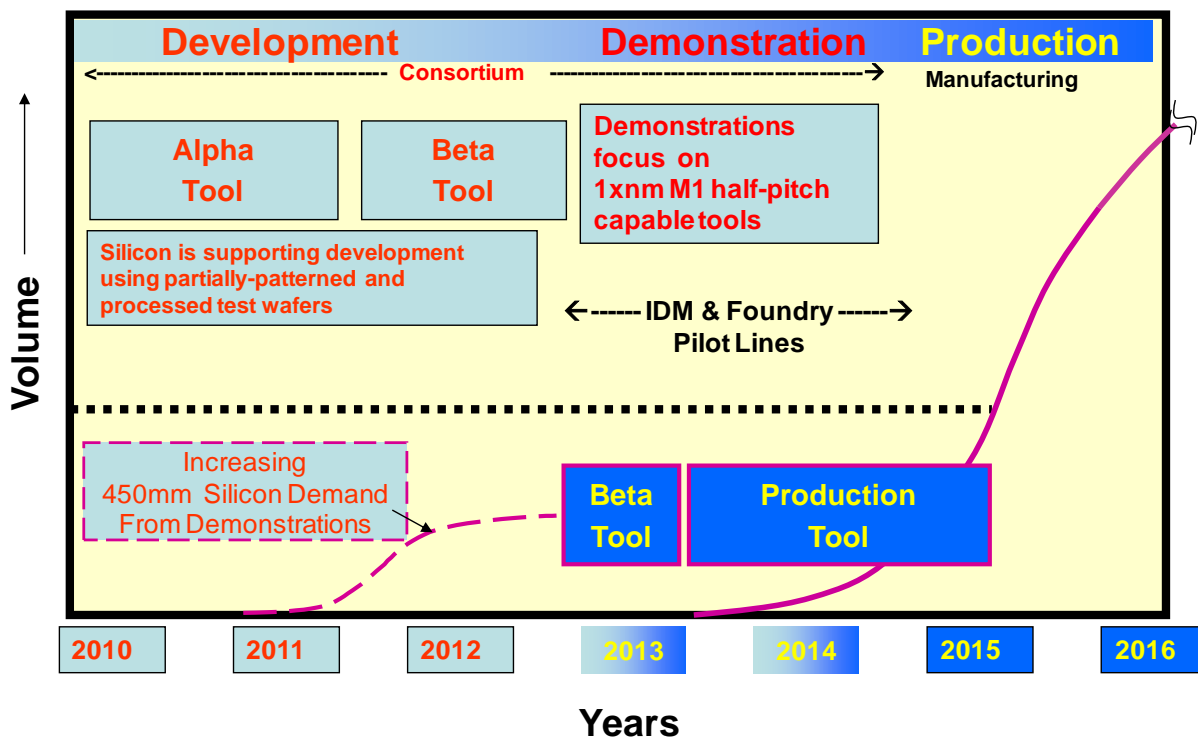 Development Demonstration Production
<----------------------------- Consortium ------------------------------→
Manufacturing
Alpha
Tool
Beta
Tool
Demonstrations
focus on
1xnm M1 half-pitch
capable tools
Silicon is supporting development
using partially-patterned and
processed test wafers
←------ IDM & Foundry ------→
Pilot Lines
Volume
Increasing
450mm Silicon Demand
From Demonstrations
Beta
Tool
Production
Tool
2010 2011 2012 2013 2014 2015 2016
Years